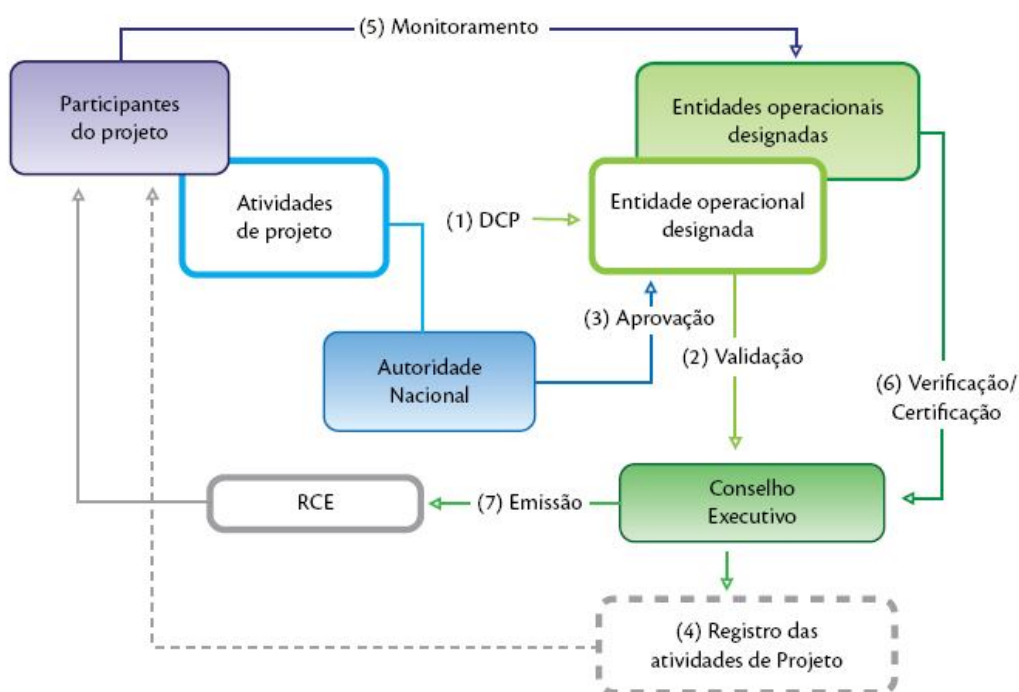 (5) Monitoramento
Participantes
do projeto
Entidades operacionais
designadas
Atividades
de projeto
(1) DCP
Entidade operacional
designada
(3) Aprovação
(2) Validação
Autoridade
Nacional
(6) Verificação/
Certificação
RCE
(7) Emissão
Conselho
Executivo
(4) Registro das
atividades de Projeto